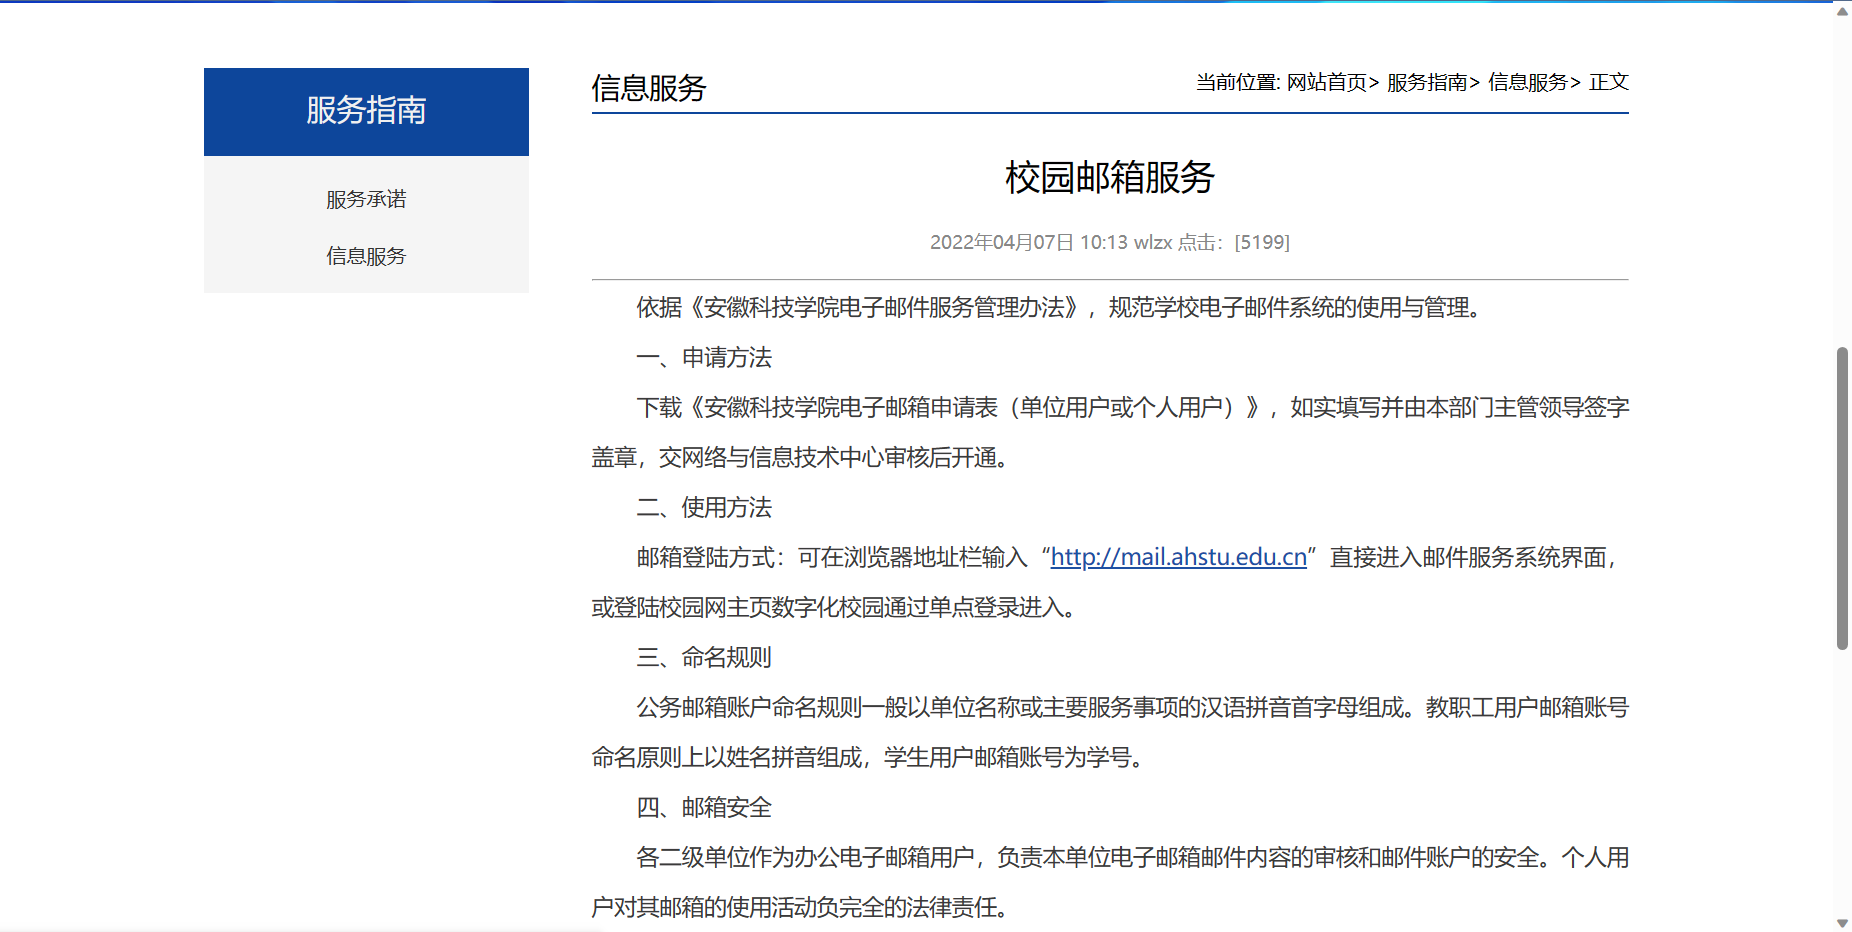 服务指南
服务承诺
信息服务
信息服务
当前位置: 网站首页> 服务指南> 信息服务> 正文
校园邮箱服务
2022年04月07日 10:13 wlzx 点击：[5199]
依据《安徽科技学院电子邮件服务管理办法》，规范学校电子邮件系统的使用与管理。
一、申请方法
下载《安徽科技学院电子邮箱申请表（单位用户或个人用户）》，如实填写并由本部门主管领导签字
盖章，交网络与信息技术中心审核后开通。
二、使用方法
邮箱登陆方式：可在浏览器地址栏输入“http://mail.ahstu.edu.cn”直接进入邮件服务系统界面，
或登陆校园网主页数字化校园通过单点登录进入。
三、命名规则
公务邮箱账户命名规则一般以单位名称或主要服务事项的汉语拼音首字母组成。教职工用户邮箱账号
命名原则上以姓名拼音组成，学生用户邮箱账号为学号。
四、邮箱安全
各二级单位作为办公电子邮箱用户，负责本单位电子邮箱邮件内容的审核和邮件账户的安全。个人用
户对其邮箱的使用活动负完全的法律责任。